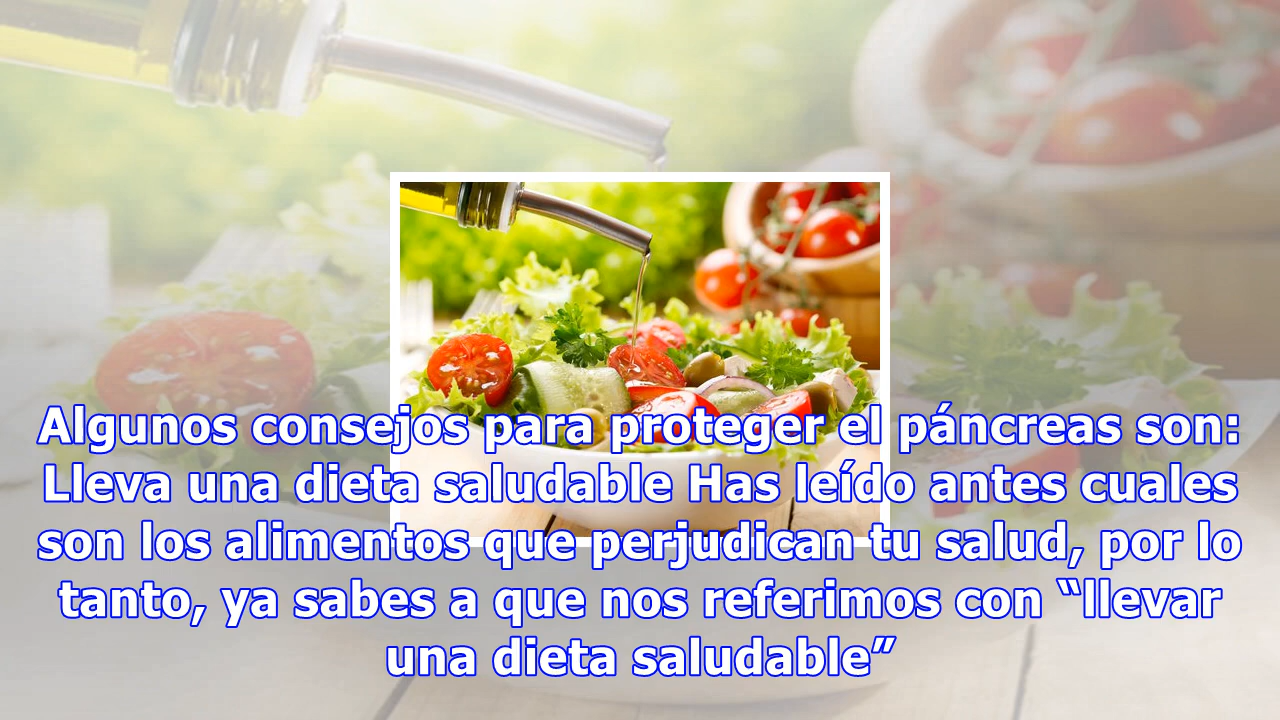 Algunos consejos para proteger el páncreas son:
Lleva una dieta saludable Has leído antes cuales
son los alimentos que perjudican tu salud, por lo
tanto, ya sabes a que nos referimos con “llevar
una dieta saludable”